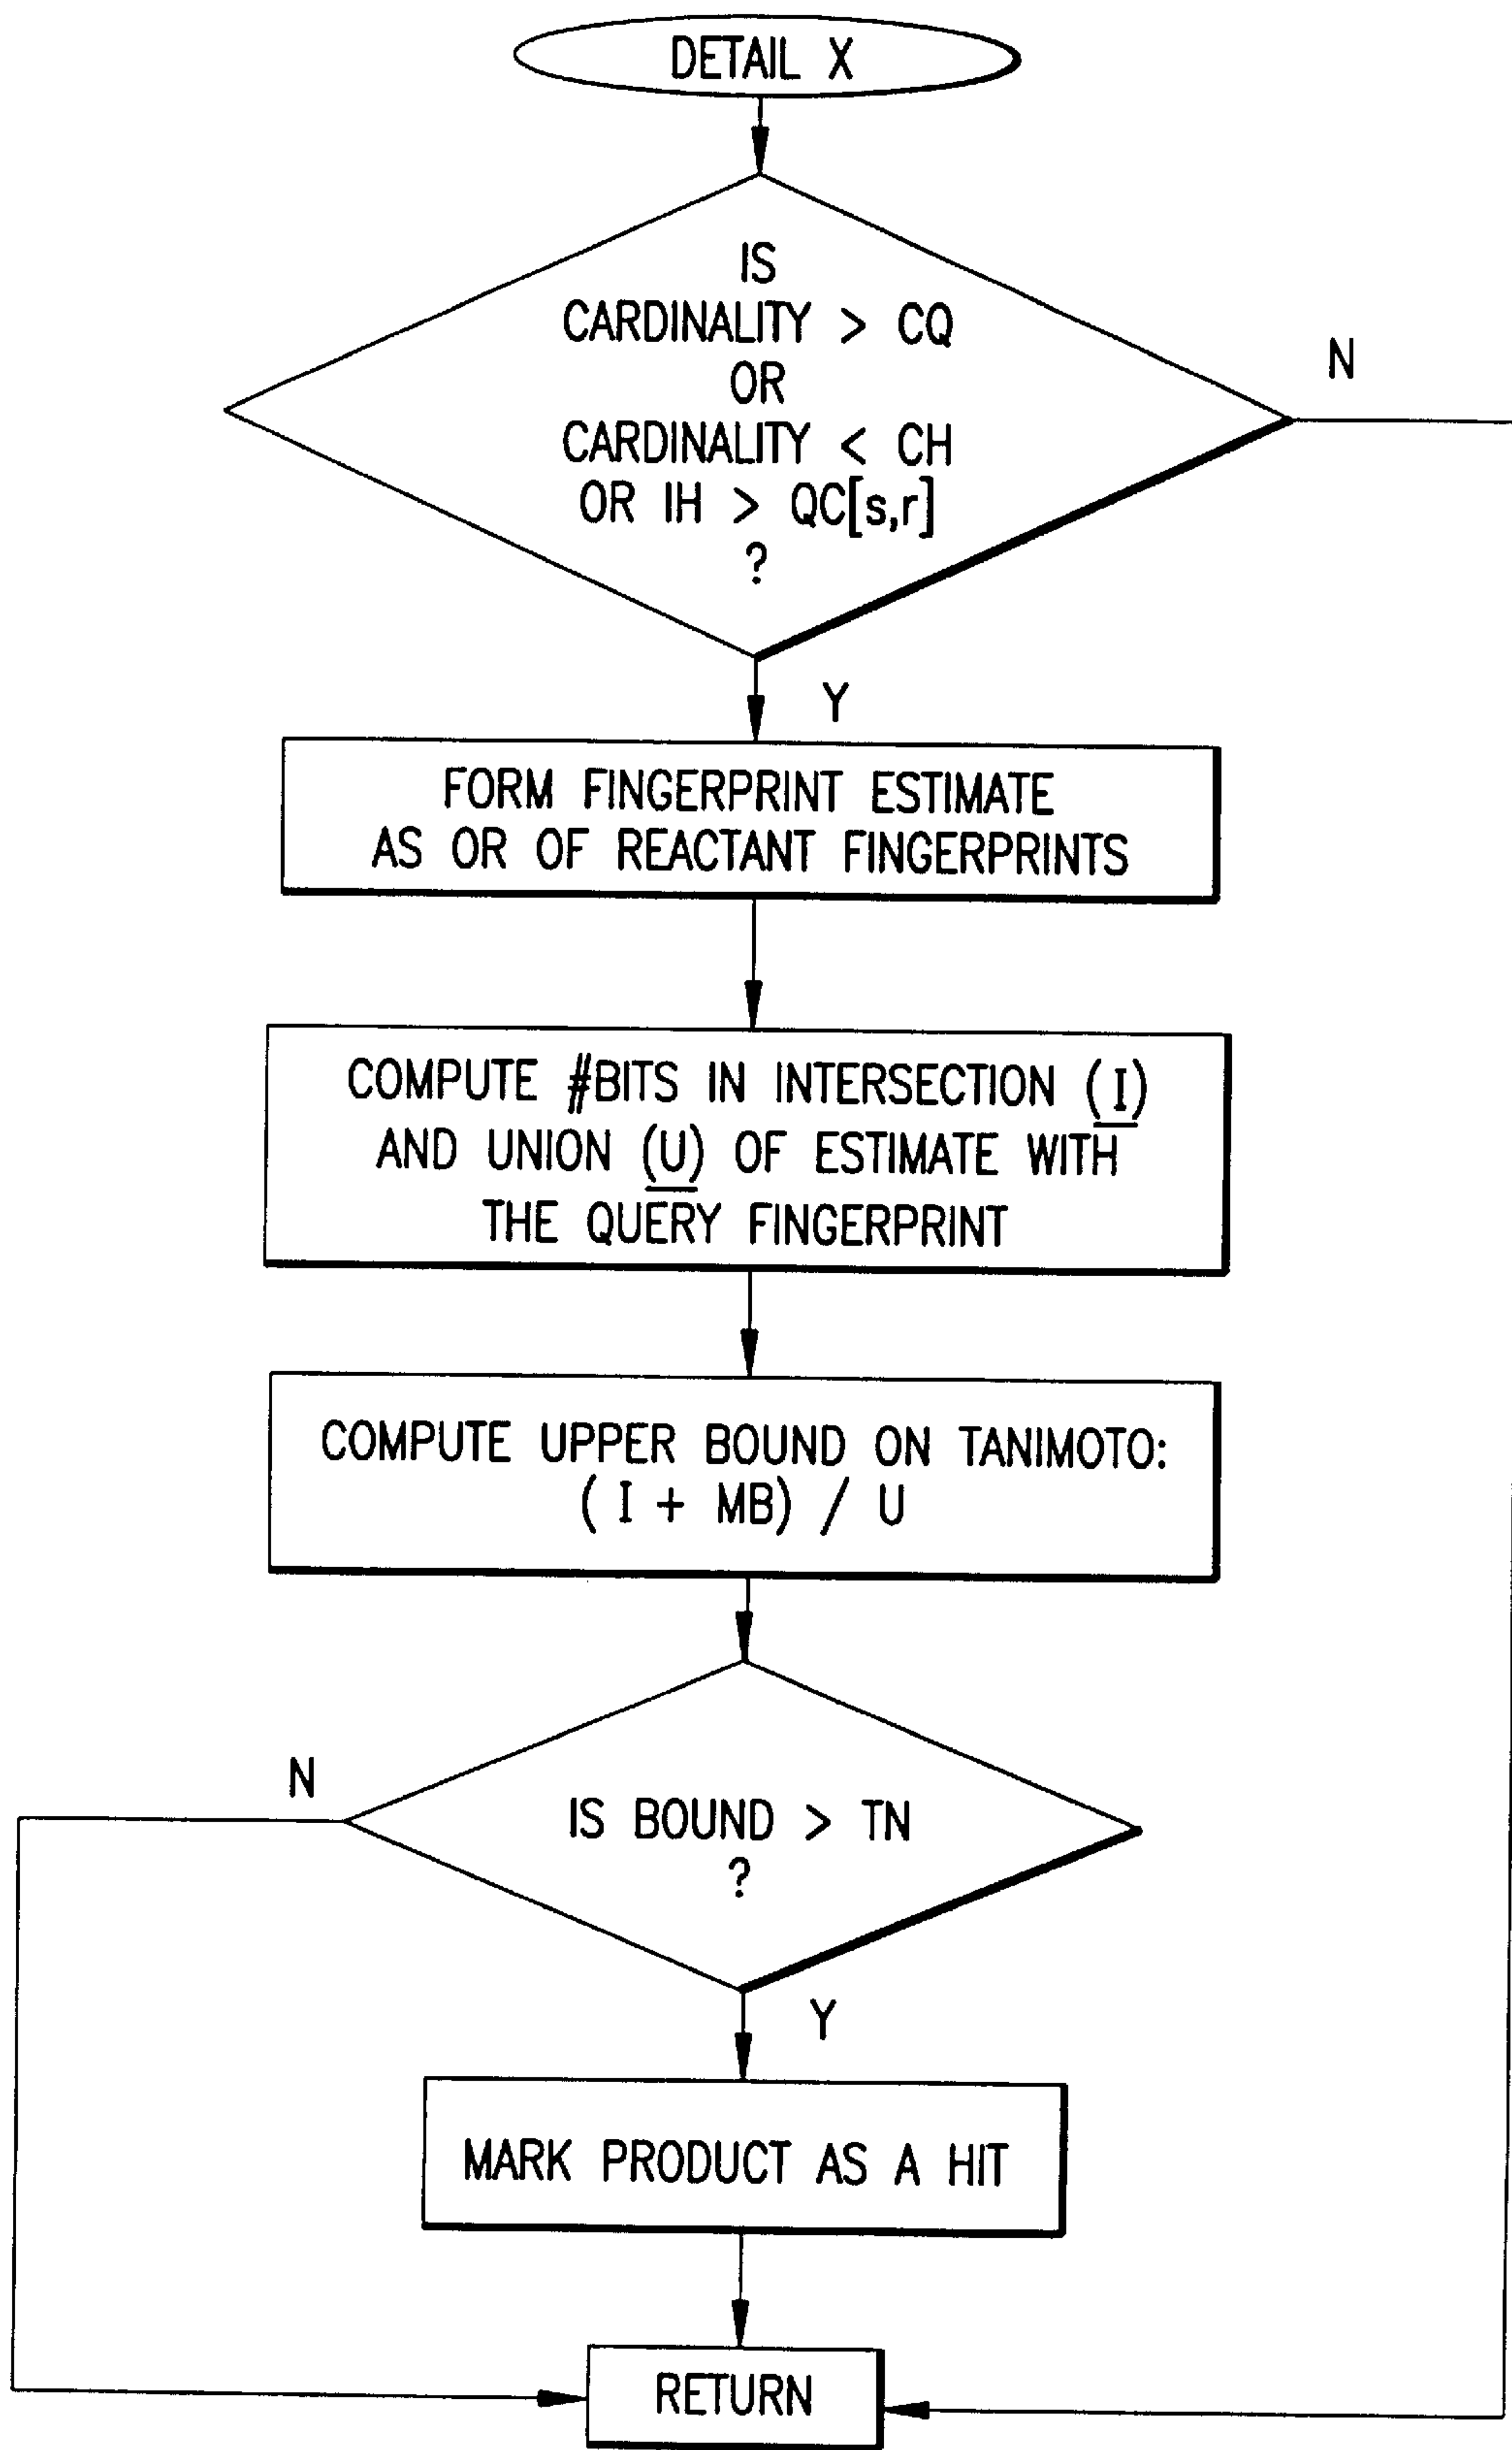 DETAIL X
IS
CARDINALITY > CQ
OR
CARDINALITY < CH
OR IH > QC[s,r]
?
N
Y
FORM FINGERPRINT ESTIMATE
AS OR OF REACTANT FINGERPRINTS
COMPUTE #BITS IN INTERSECTION (I)
AND UNION (U) OF ESTIMATE WITH
THE QUERY FINGERPRINT
COMPUTE UPPER BOUND ON TANIMOTO:
( I + MB) / U
N
IS BOUND > TN
?
Y
MARK PRODUCT AS A HIT
RETURN